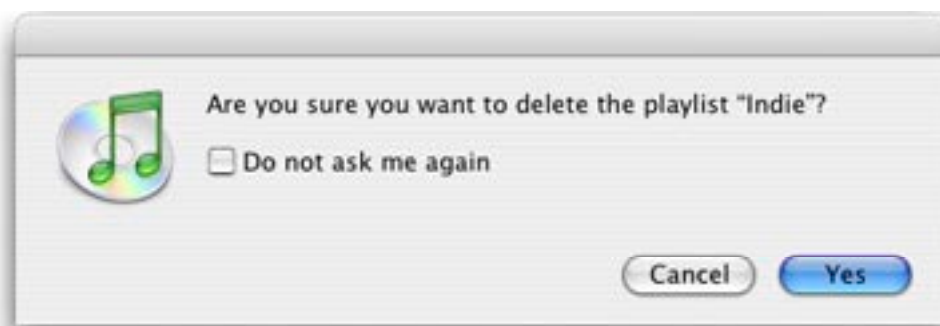 Are you sure you want to delete the playlist “Indie”?
Do not ask me again
Cancel Yes